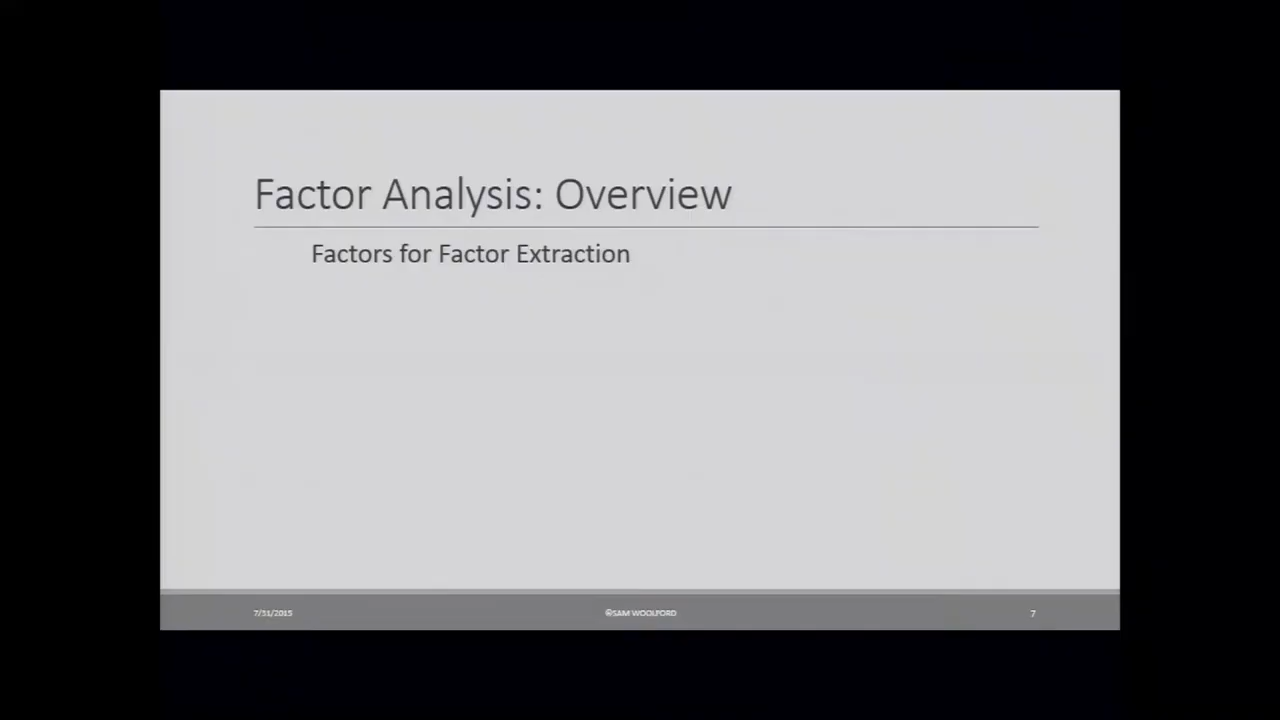 Factor Analysis: Overview
Factors for Factor Extraction
7/31/2015
©SAM WOOLFORD
7